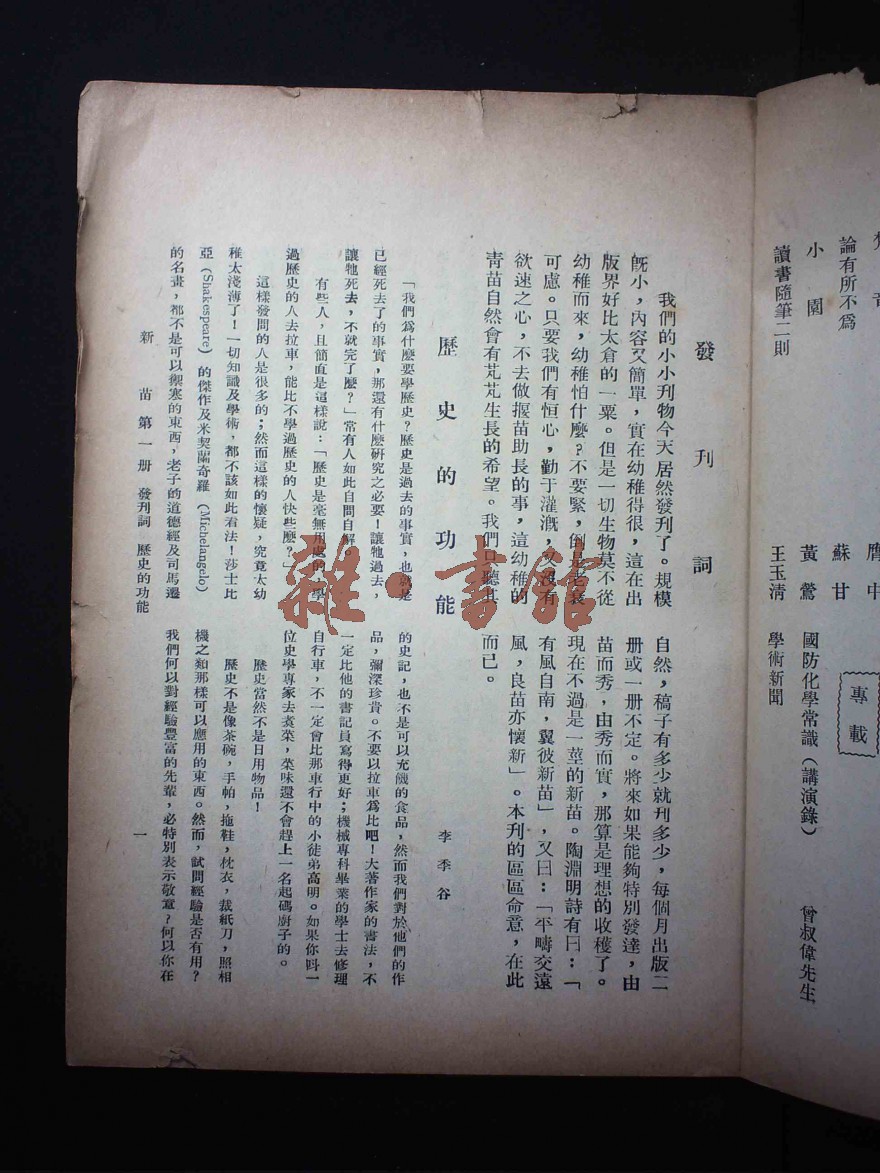 論有所不爲　蘇甘
小園　黃鶯
讀書隨筆二則　王玉清
專載
國防化學常識（講演錄）　曾叔偉先生
學術新聞
發刊詞
我們的小小刊物今天居然發刊了。規模
旣小，內容又簡單，實在幼稚得很，這在出
版界好比太倉的一粟。但是一切生物莫不從
幼稚而來，幼稚怕什麼？不要緊，倒是老衰
可慮。只要我們有恒心，勤于灌漑，又沒有
欲速之心，不去做揠苗助長的事，這幼稚的
靑苗自然會有芃芃生長的希望。我們只聽其
自然，稿子有多少就刊多少，每個月出版二
册或一册不定。將來如果能夠特別發達，由
苗而秀，由秀而實，那算是理想的收穫了。
現在不過是一莖的新苗。陶淵明詩有曰：「
有風自南，翼彼新苗」，又曰：「平疇交遠
風，良苗亦懷新」。本刊的區區命意，在此
而已。
歷史的功能
李季谷
「我們爲什麼要學歷史？歷史是過去的事實，也就是
已經死去了的事實，那還有什麼硏究之必要！讓牠過去，
讓牠死去，不就完了麼？」常有人如此自問自解
有些人，且簡直是這樣說：「歷史是毫無用處的，學
過歷史的人去拉車，能比不學過歷史的人快些麼？」
這樣發問的人是很多的；然而這樣的懷疑，究竟太幼
稚太淺薄了！一切知識及學術，都不該如此看法！莎士比
亞（Shakespeare）的傑作及米契蘭奇羅（Michelangelo）
的名畫，都不是可以禦寒的東西，老子的道德經及司馬遷
的史記，也不是可以充饑的食品，然而我們對於他們的作
品，彌深珍貴。不要以拉車爲比吧！大著作家的書法，不
一定比他的書記員寫得更好；機械專科畢業的學士去修理
自行車，不一定會比那車行中的小徒弟高明。如果你叫一
位史學專家去袁菜，菜味還不會趕上一名起碼廚子的。
歷史當然不是日用物品！
歷史不是像茶碗，手帕，拖鞋，枕衣，裁紙刀，照相
機之類那樣可以應用的東西。然而，試問經驗是否有用？
我們何以對經驗豐富的先輩，必特別表示敬意？何以你在
新苗第一册　發刊詞　歷史的功能　一